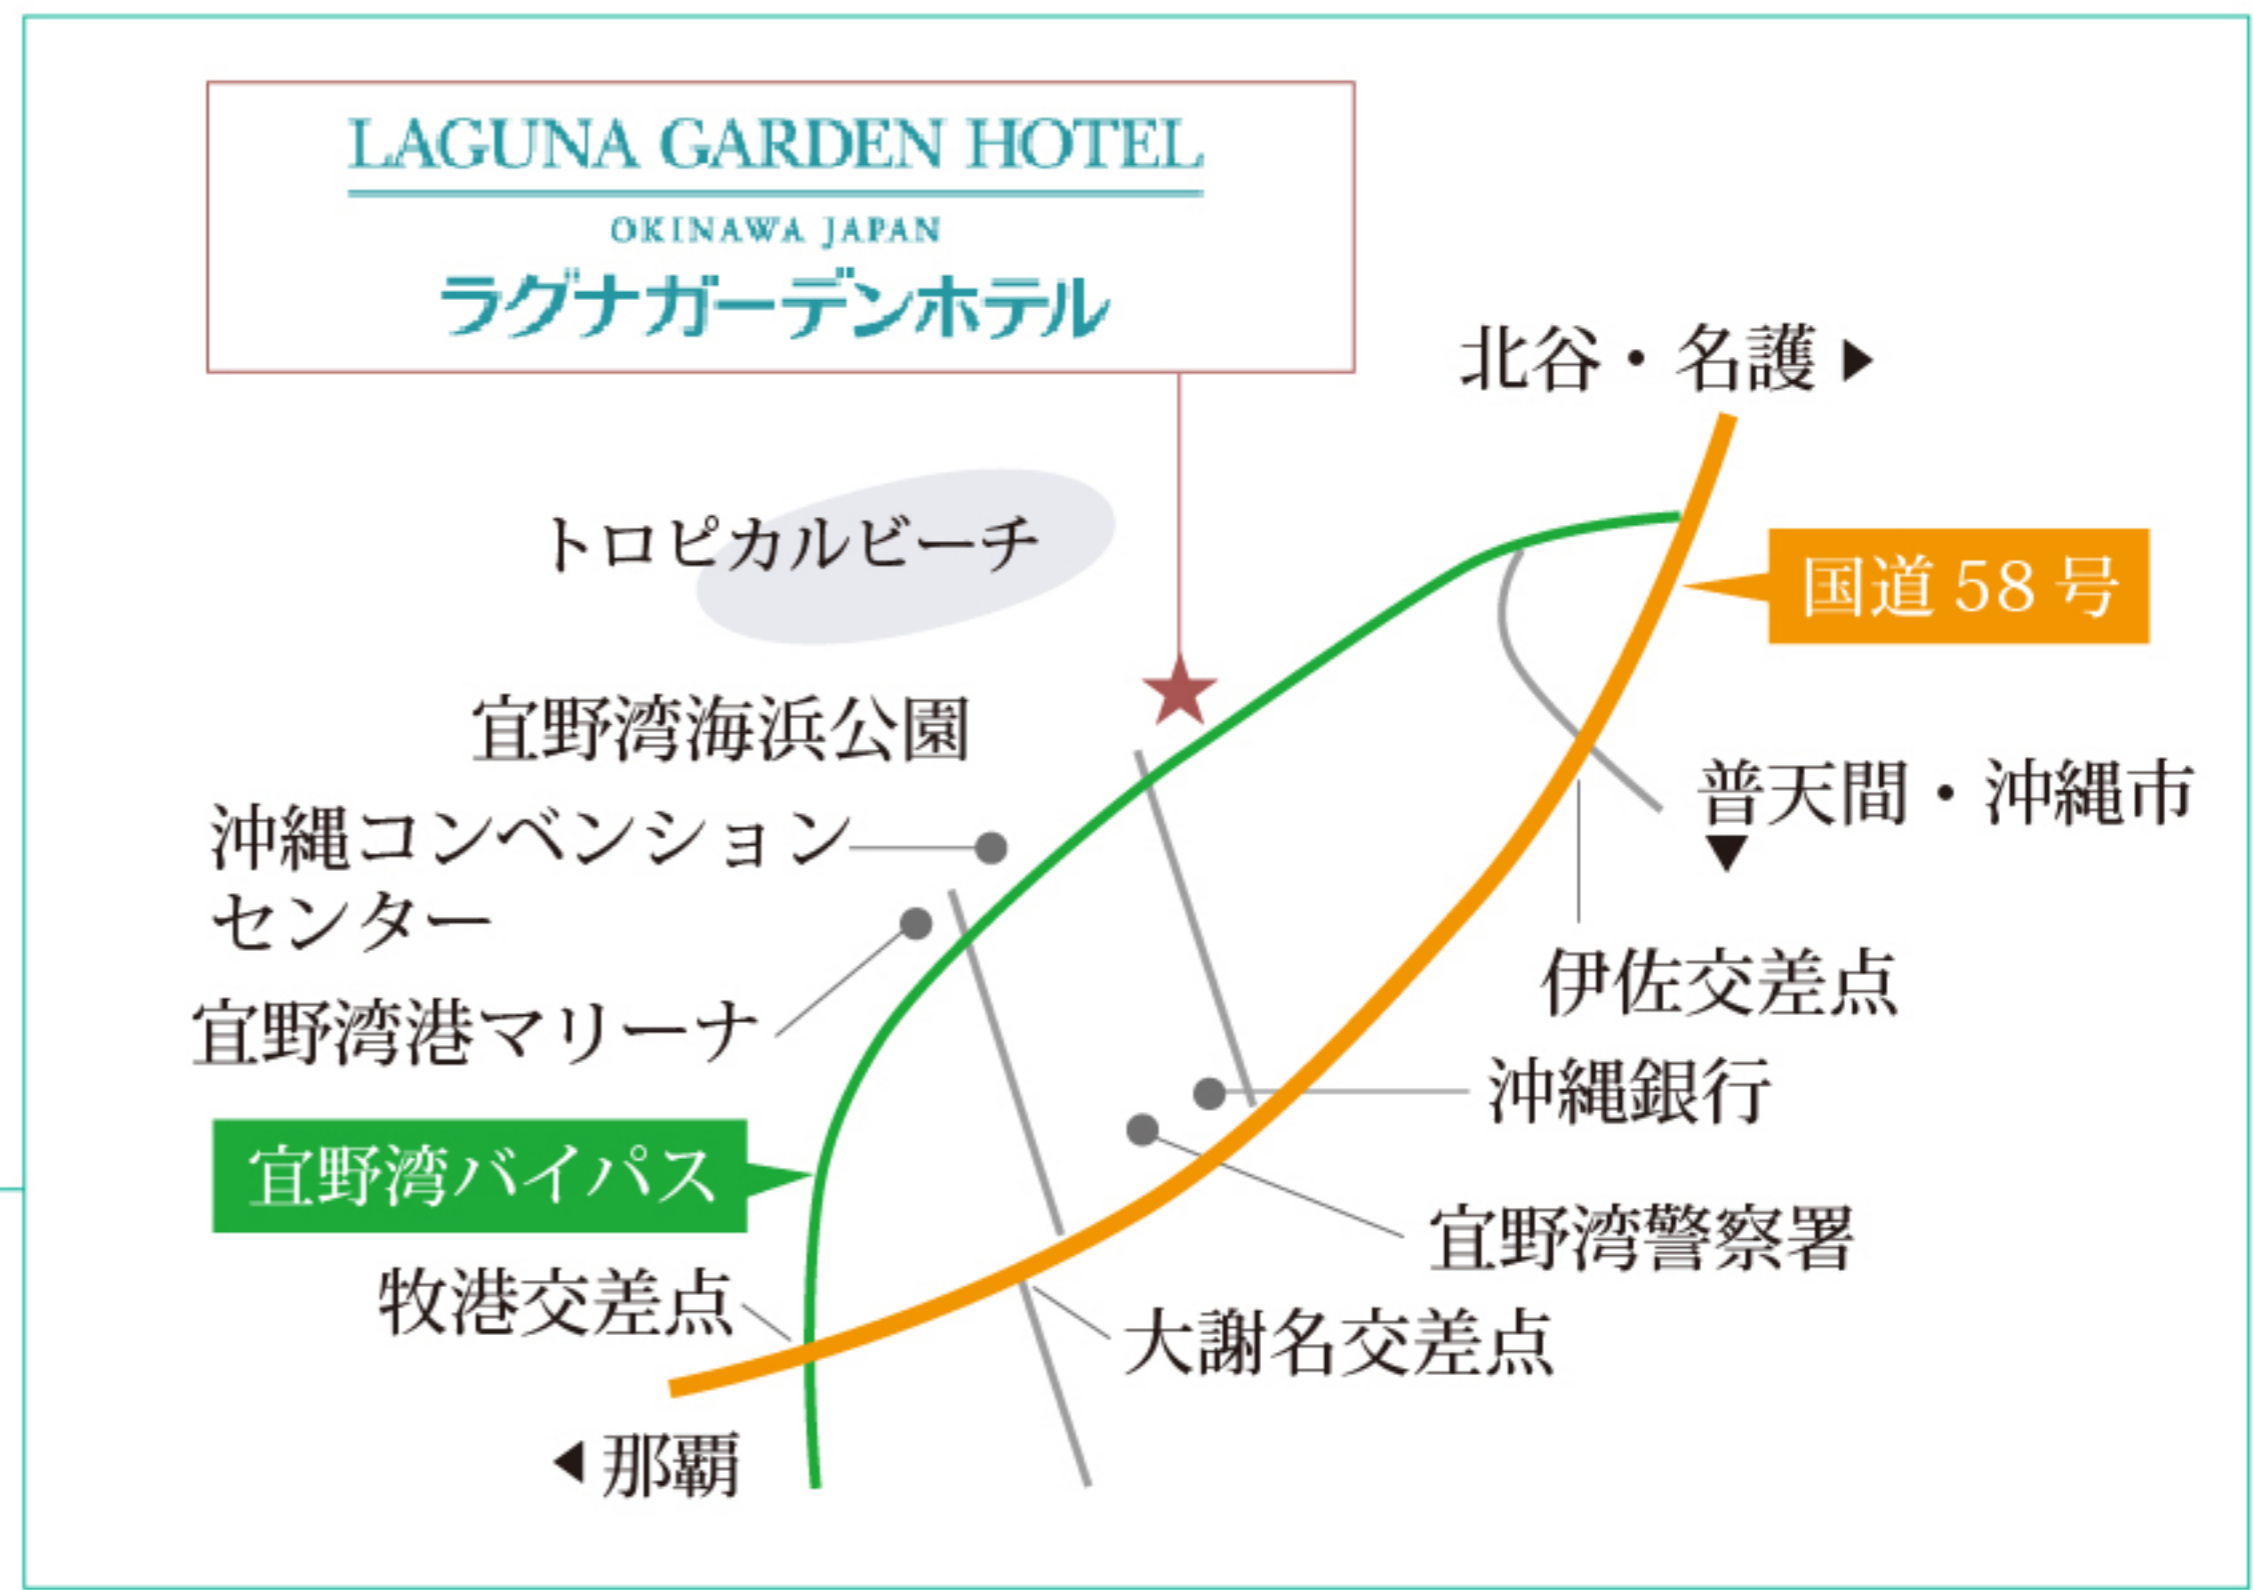 LAGUNA GARDEN HOTEL
OKINAWA JAPAN
ラグナガーデンホテル
北谷・名護 ▶
トロピカルビーチ
国道 58 号
宜野湾海浜公園
普天間・沖縄市
▼
沖縄コンベンション
センター
伊佐交差点
宜野湾港マリーナ
沖縄銀行
宜野湾バイパス
宜野湾警察署
牧港交差点
大謝名交差点
◀ 那覇